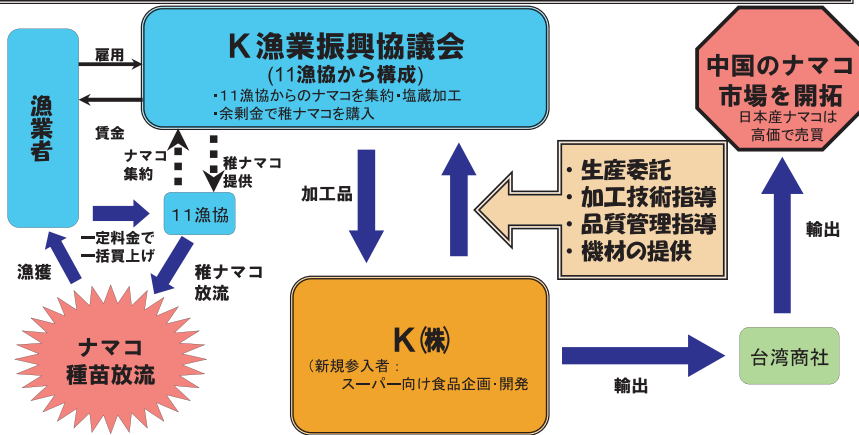 雇用
漁業者
賃金
K漁業振興協議会
(11漁協から構成)
・11漁協からのナマコを集約・塩蔵加工
・余剰金で稚ナマコを購入
中国のナマコ
市場を開拓
日本産ナマコは
高価で売買
ナマコ
集約
稚ナマコ
提供
11漁協
一定料金で
一括買上げ
漁獲
稚ナマコ
放流
ナマコ
種苗放流
加工品
・生産委託
・加工技術指導
・品質管理指導
・機材の提供
K(株)
(新規参入者：
スーパー向け食品企画・開発
輸出
台湾商社
輸出